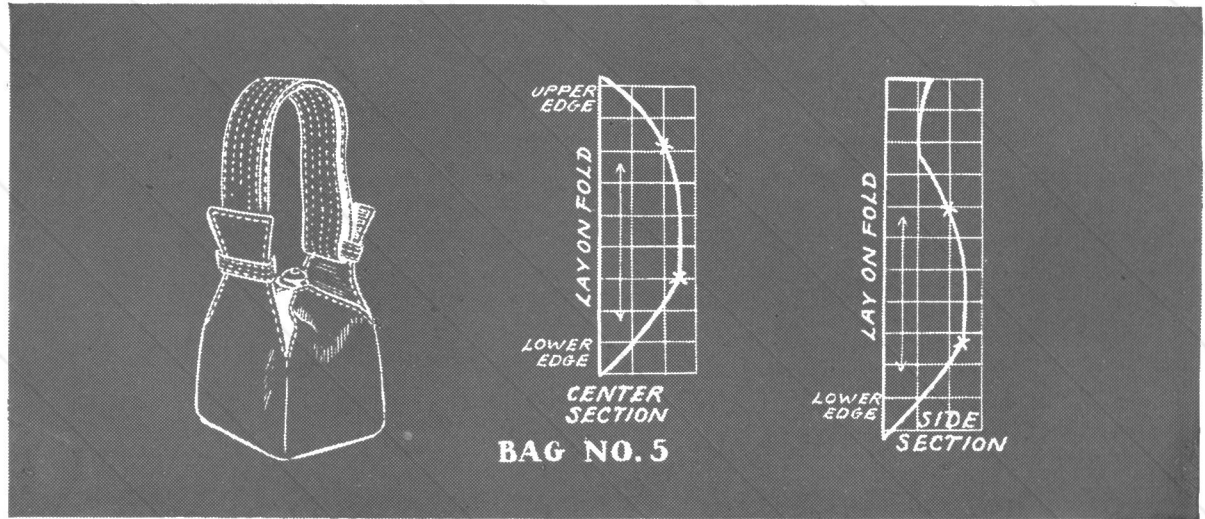 UPPER
EDGE
LAY ON FOLD
LOWER
EDGE
CENTER
SECTION
LAY ON FOLD
LOWER
EDGE
SIDE
SECTION
BAG NO. 5